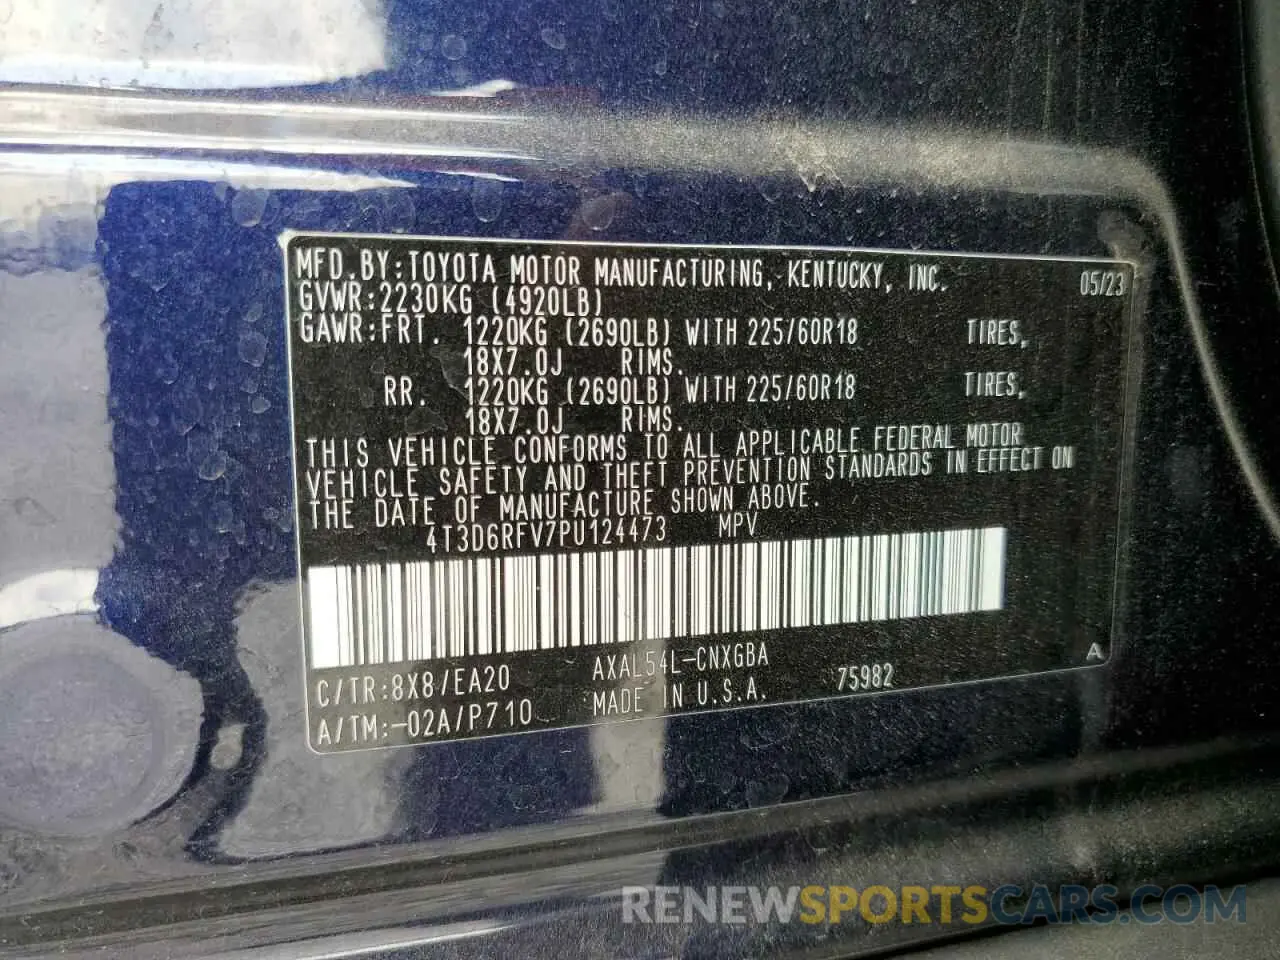 MFD.BY:TOYOTA MOTOR MANUFACTURING, KENTUCKY, INC. 05/23
GVWR:2230KG (4920LB)
GAWR:FRT. 1220KG (2690LB) WITH 225/60R18 TIRES,
18X7.0J RIMS.
RR. 1220KG (2690LB) WITH 225/60R18 TIRES,
18X7.0J RIMS.
THIS VEHICLE CONFORMS TO ALL APPLICABLE FEDERAL MOTOR
VEHICLE SAFETY AND THEFT PREVENTION STANDARDS IN EFFECT ON
THE DATE OF MANUFACTURE SHOWN ABOVE.
4T3D6RFV7PU124473 MPV
C/TR:8X8/EA20 AXAL54L-CNXGBA A
A/TM:-02A/P710 MADE IN U.S.A. 75982
RENEWSPORTSCARS.COM